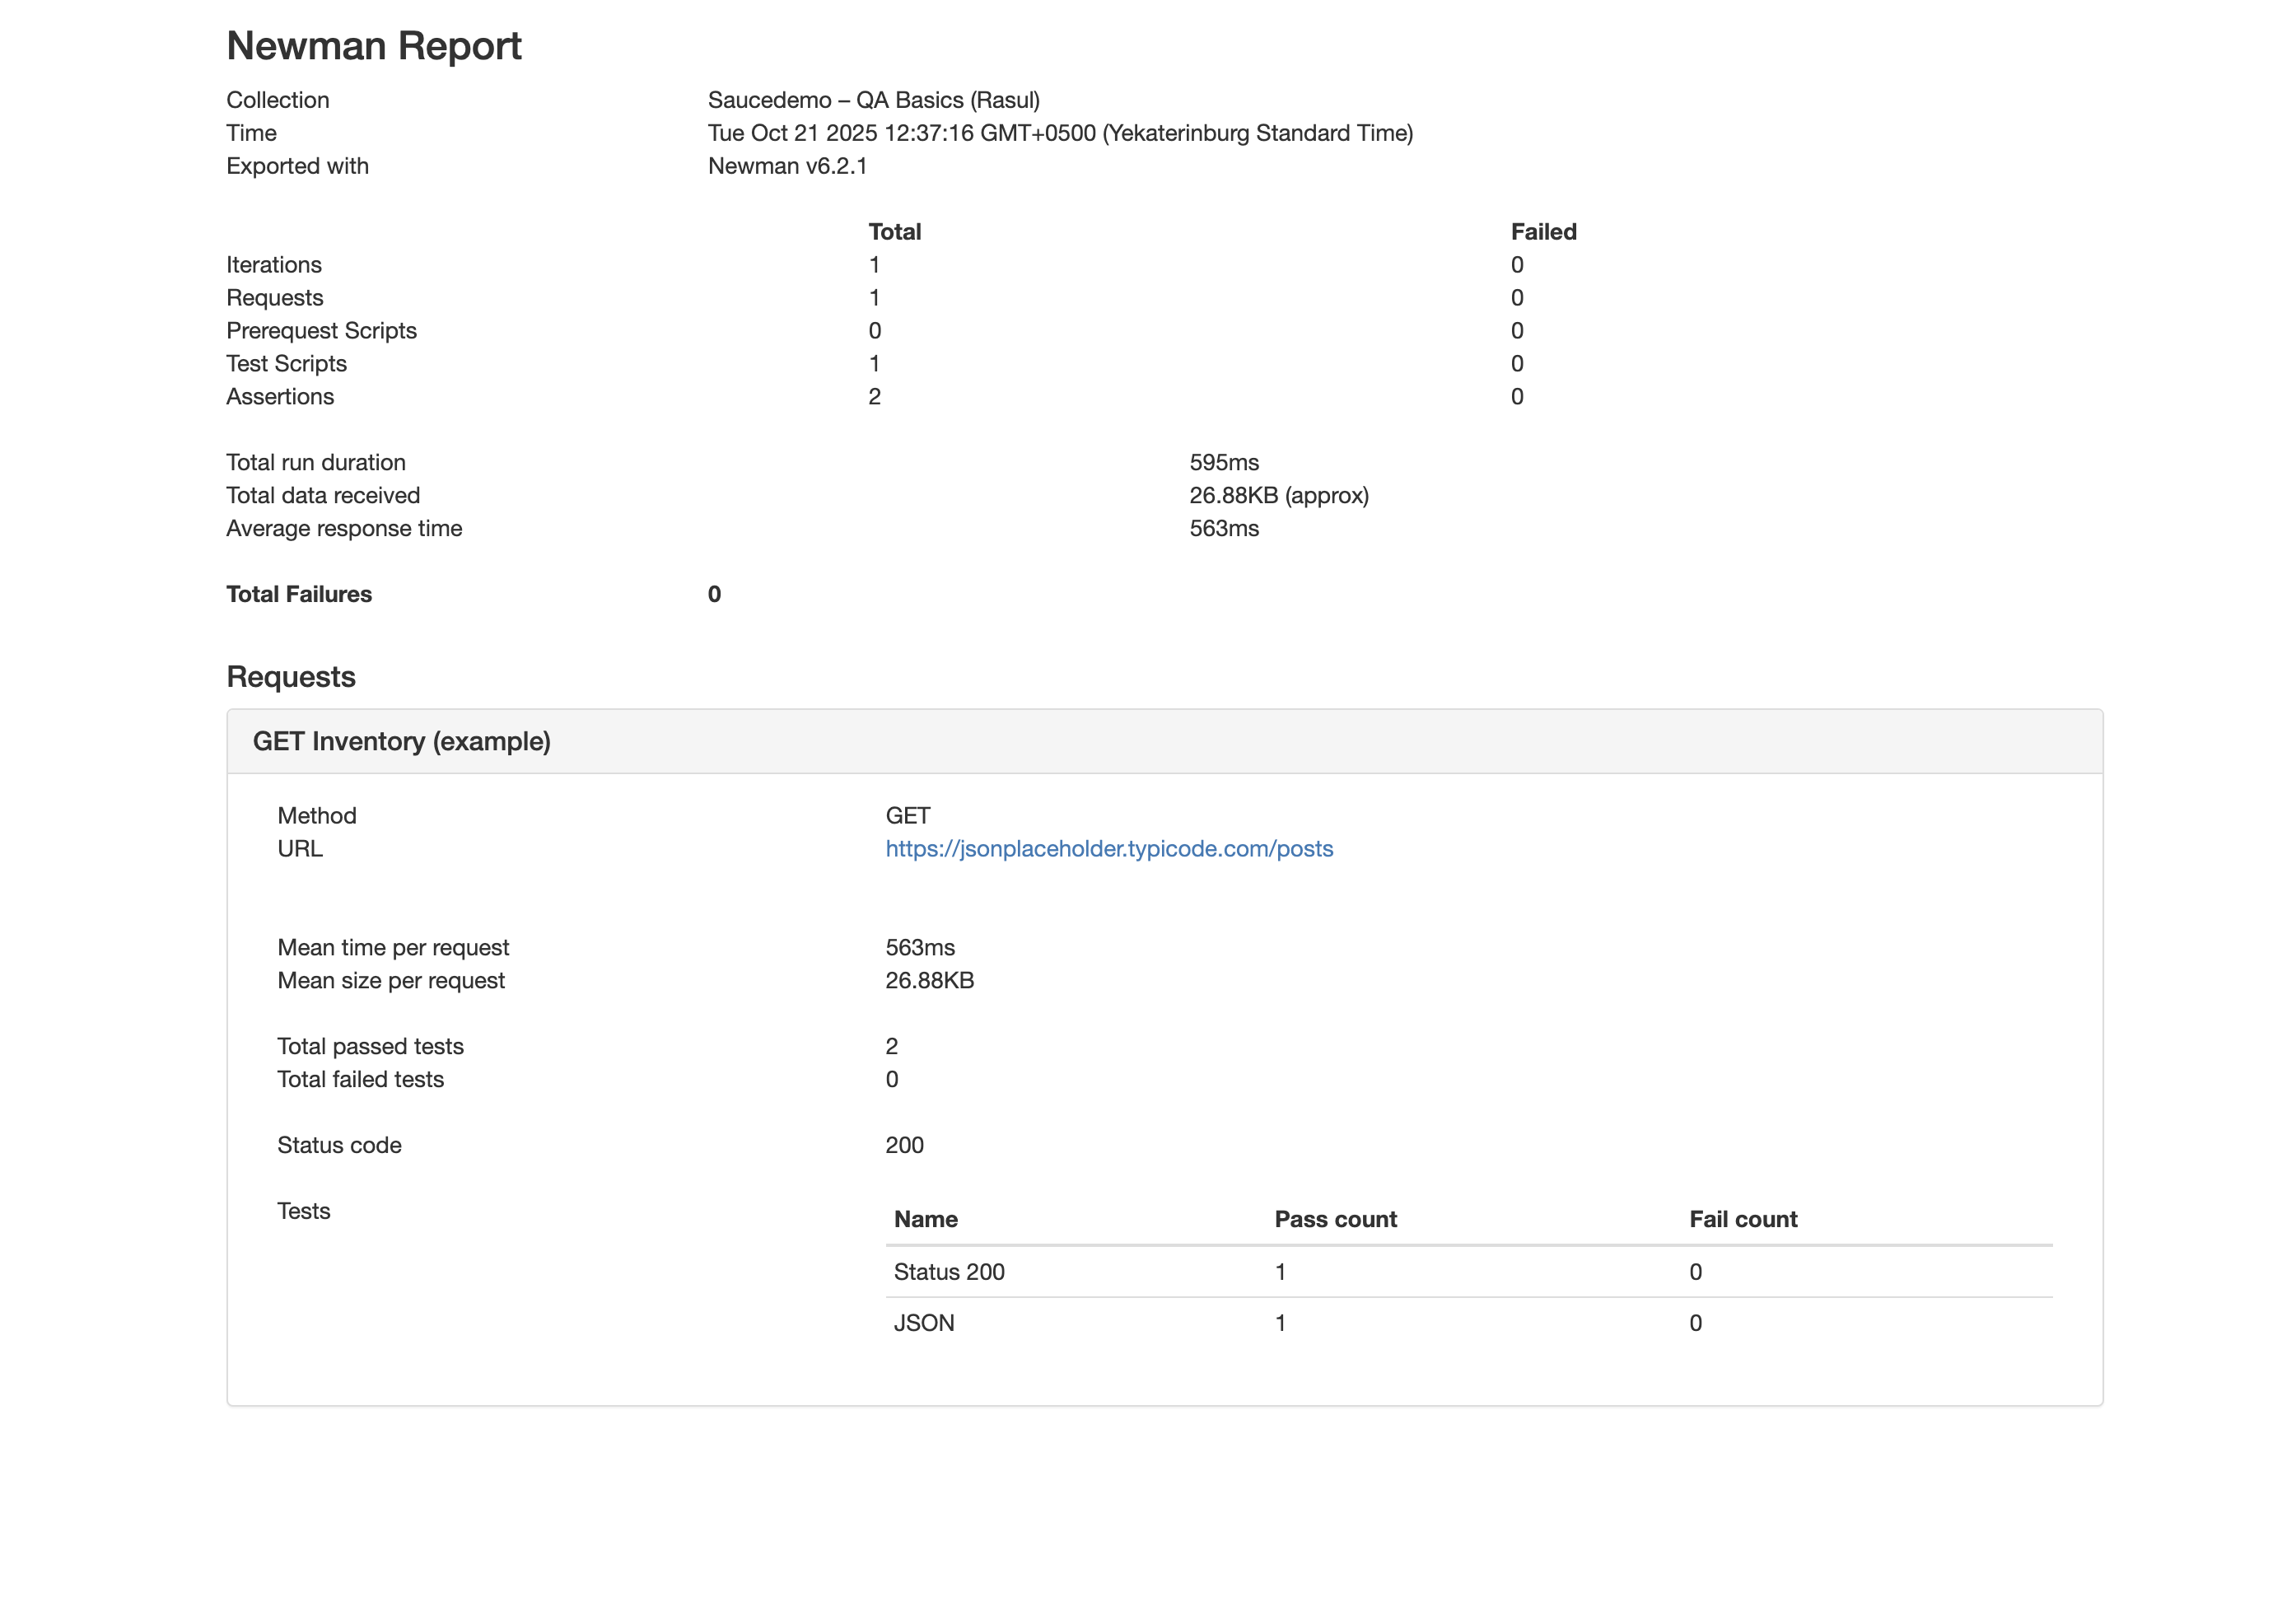 Newman Report
Collection Saucedemo – QA Basics (Rasul)
Time Tue Oct 21 2025 12:37:16 GMT+0500 (Yekaterinburg Standard Time)
Exported with Newman v6.2.1
Total Failed
Iterations 1 0
Requests 1 0
Prerequest Scripts 0 0
Test Scripts 1 0
Assertions 2 0
Total run duration 595ms
Total data received 26.88KB (approx)
Average response time 563ms
Total Failures 0
Requests
GET Inventory (example)
Method GET
URL https://jsonplaceholder.typicode.com/posts
Mean time per request 563ms
Mean size per request 26.88KB
Total passed tests 2
Total failed tests 0
Status code 200
Tests
Name Pass count Fail count
Status 200 1 0
JSON 1 0